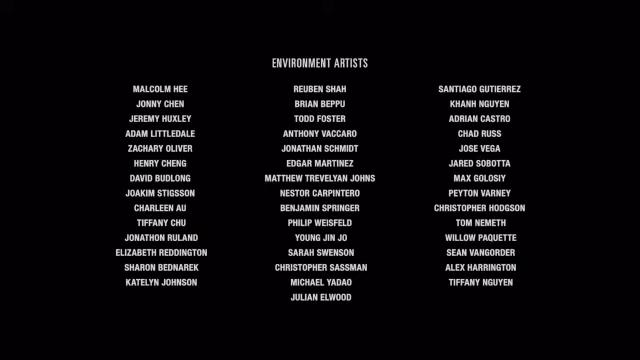 ENVIRONMENT ARTISTS
MALCOLM HEE
JONNY CHEN
JEREMY HUXLEY
ADAM LITTLEDALE
ZACHARY OLIVER
HENRY CHENG
DAVID BUDLONG
JOAKIM STIGSSON
CHARLEEN AU
TIFFANY CHU
JONATHON RULAND
ELIZABETH REDDINGTON
SHARON BEDNAREK
KATELYN JOHNSON
REUBEN SHAH
BRIAN BEPPU
TODD FOSTER
ANTHONY VACCARO
JONATHAN SCHMIDT
EDGAR MARTINEZ
MATTHEW TREVELYAN JOHNS
NESTOR CARPINTERO
BENJAMIN SPRINGER
PHILIP WEISFELD
YOUNG JIN JO
SARAH SWENSON
CHRISTOPHER SASSMAN
MICHAEL YADAO
JULIAN ELWOOD
SANTIAGO GUTIERREZ
KHANH NGUYEN
ADRIAN CASTRO
CHAD RUSS
JOSE VEGA
JARED SOBOTTA
MAX GOLOSIY
PEYTON VARNEY
CHRISTOPHER HODGSON
TOM NEMETH
WILLOW PAQUETTE
SEAN VANGORDER
ALEX HARRINGTON
TIFFANY NGUYEN